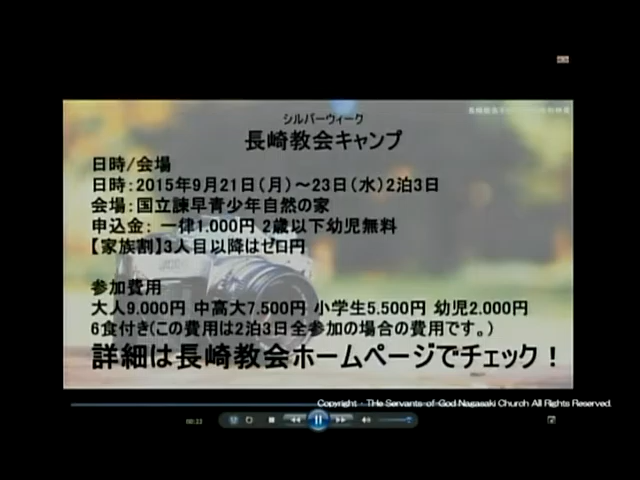 シルバーウィーク
長崎教会キャンプ
日時/会場
日時：2015年9月21日（月）～23日（水）2泊3日
会場：国立諫早青少年自然の家
申込金： 一律1.000円 2歳以下幼児無料
【家族割】3人目以降はゼロ円
参加費用
大人9.000円 中高大7.500円 小学生5.500円 幼児2.000円
6食付き（この費用は2泊3日全参加の場合の費用です。）
詳細は長崎教会ホームページでチェック！
Copyright · THe Servants-of-God Nagasaki Church All Rights Reserved.
00:23